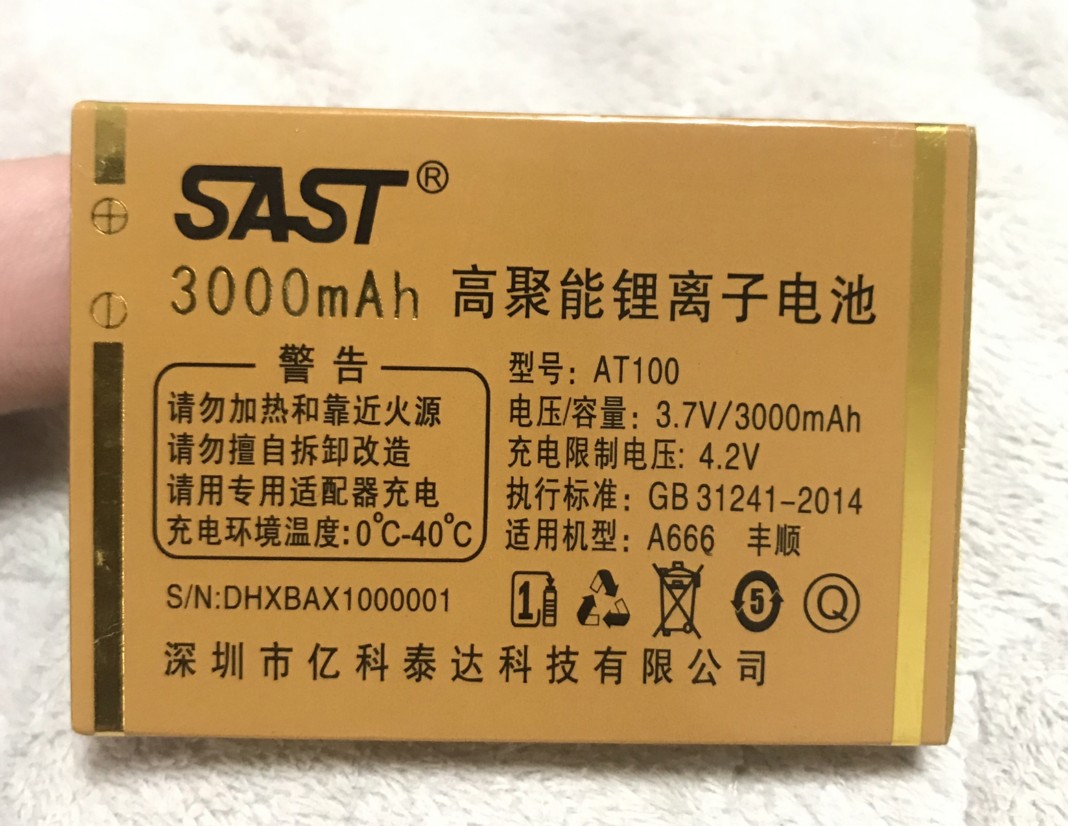 SAST®
3000mAh 高聚能锂离子电池
警告
请勿加热和靠近火源
请勿擅自拆卸改造
请用专用适配器充电
充电环境温度:0°C-40°C
型号：AT100
电压/容量：3.7V/3000mAh
充电限制电压:4.2V
执行标准：GB 31241-2014
适用机型：A666 丰顺
S/N:DHXBAX1000001
1
5
Q
深圳市亿科泰达科技有限公司